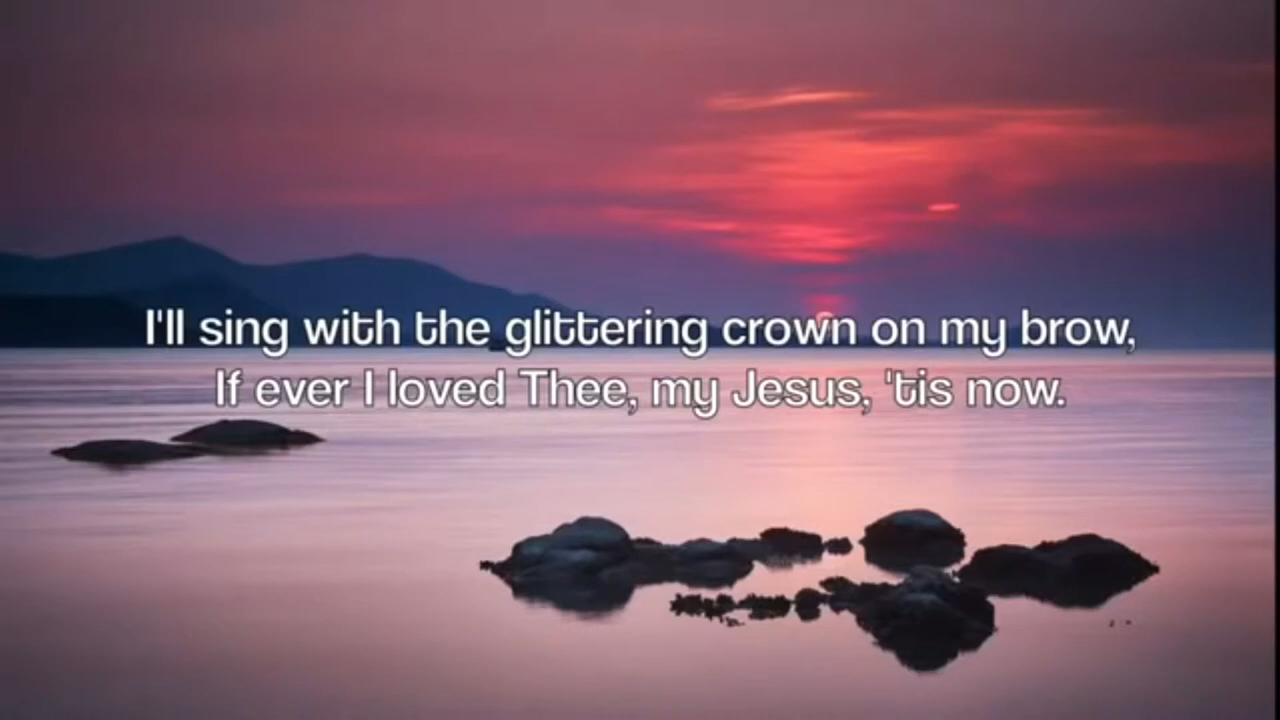 I'll sing with the glittering crown on my brow,
If ever I loved Thee, my Jesus, 'tis now.